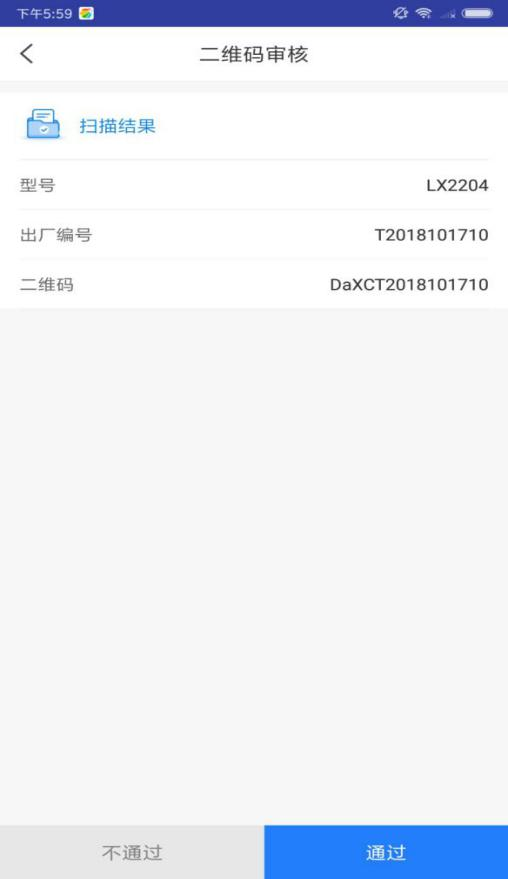 下午5:59
二维码审核
扫描结果
型号 LX2204
出厂编号 T2018101710
二维码 DaXCT2018101710
不通过 通过